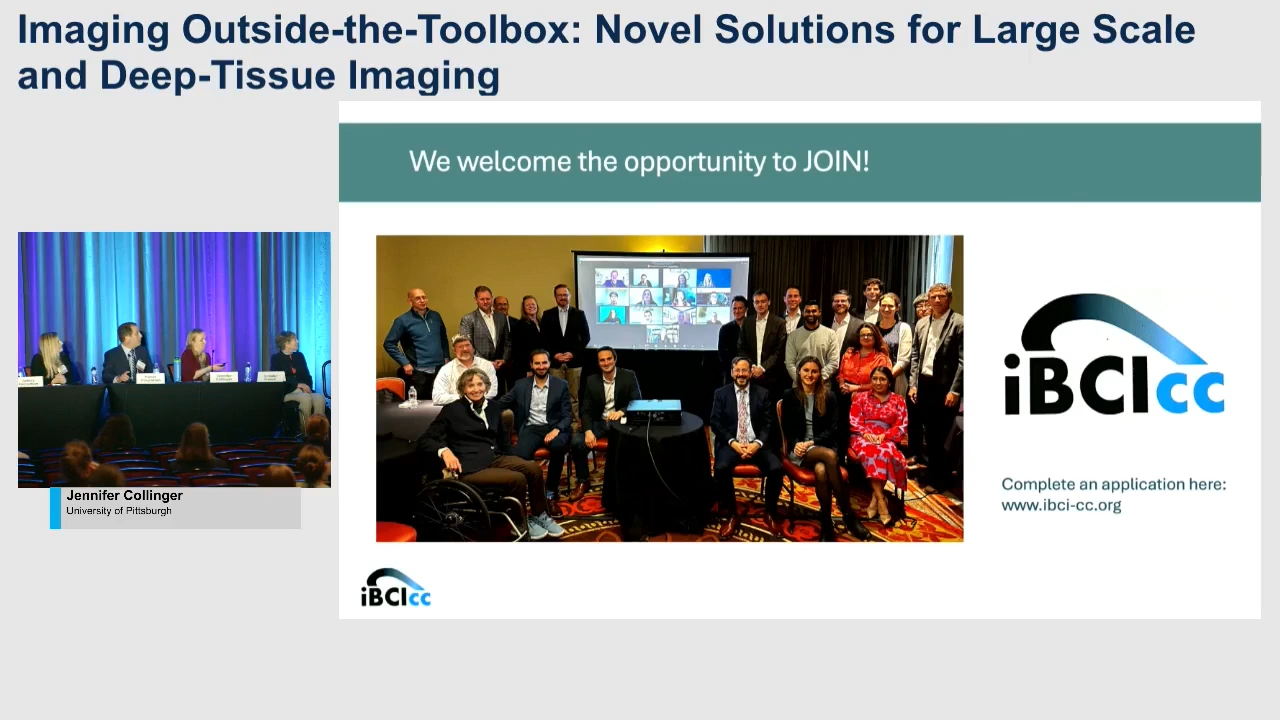 Imaging Outside-the-Toolbox: Novel Solutions for Large Scale
and Deep-Tissue Imaging
We welcome the opportunity to JOIN!
iBCIcc
Complete an application here:
www.ibci-cc.org
iBCIcc
Jennifer Collinger
University of Pittsburgh